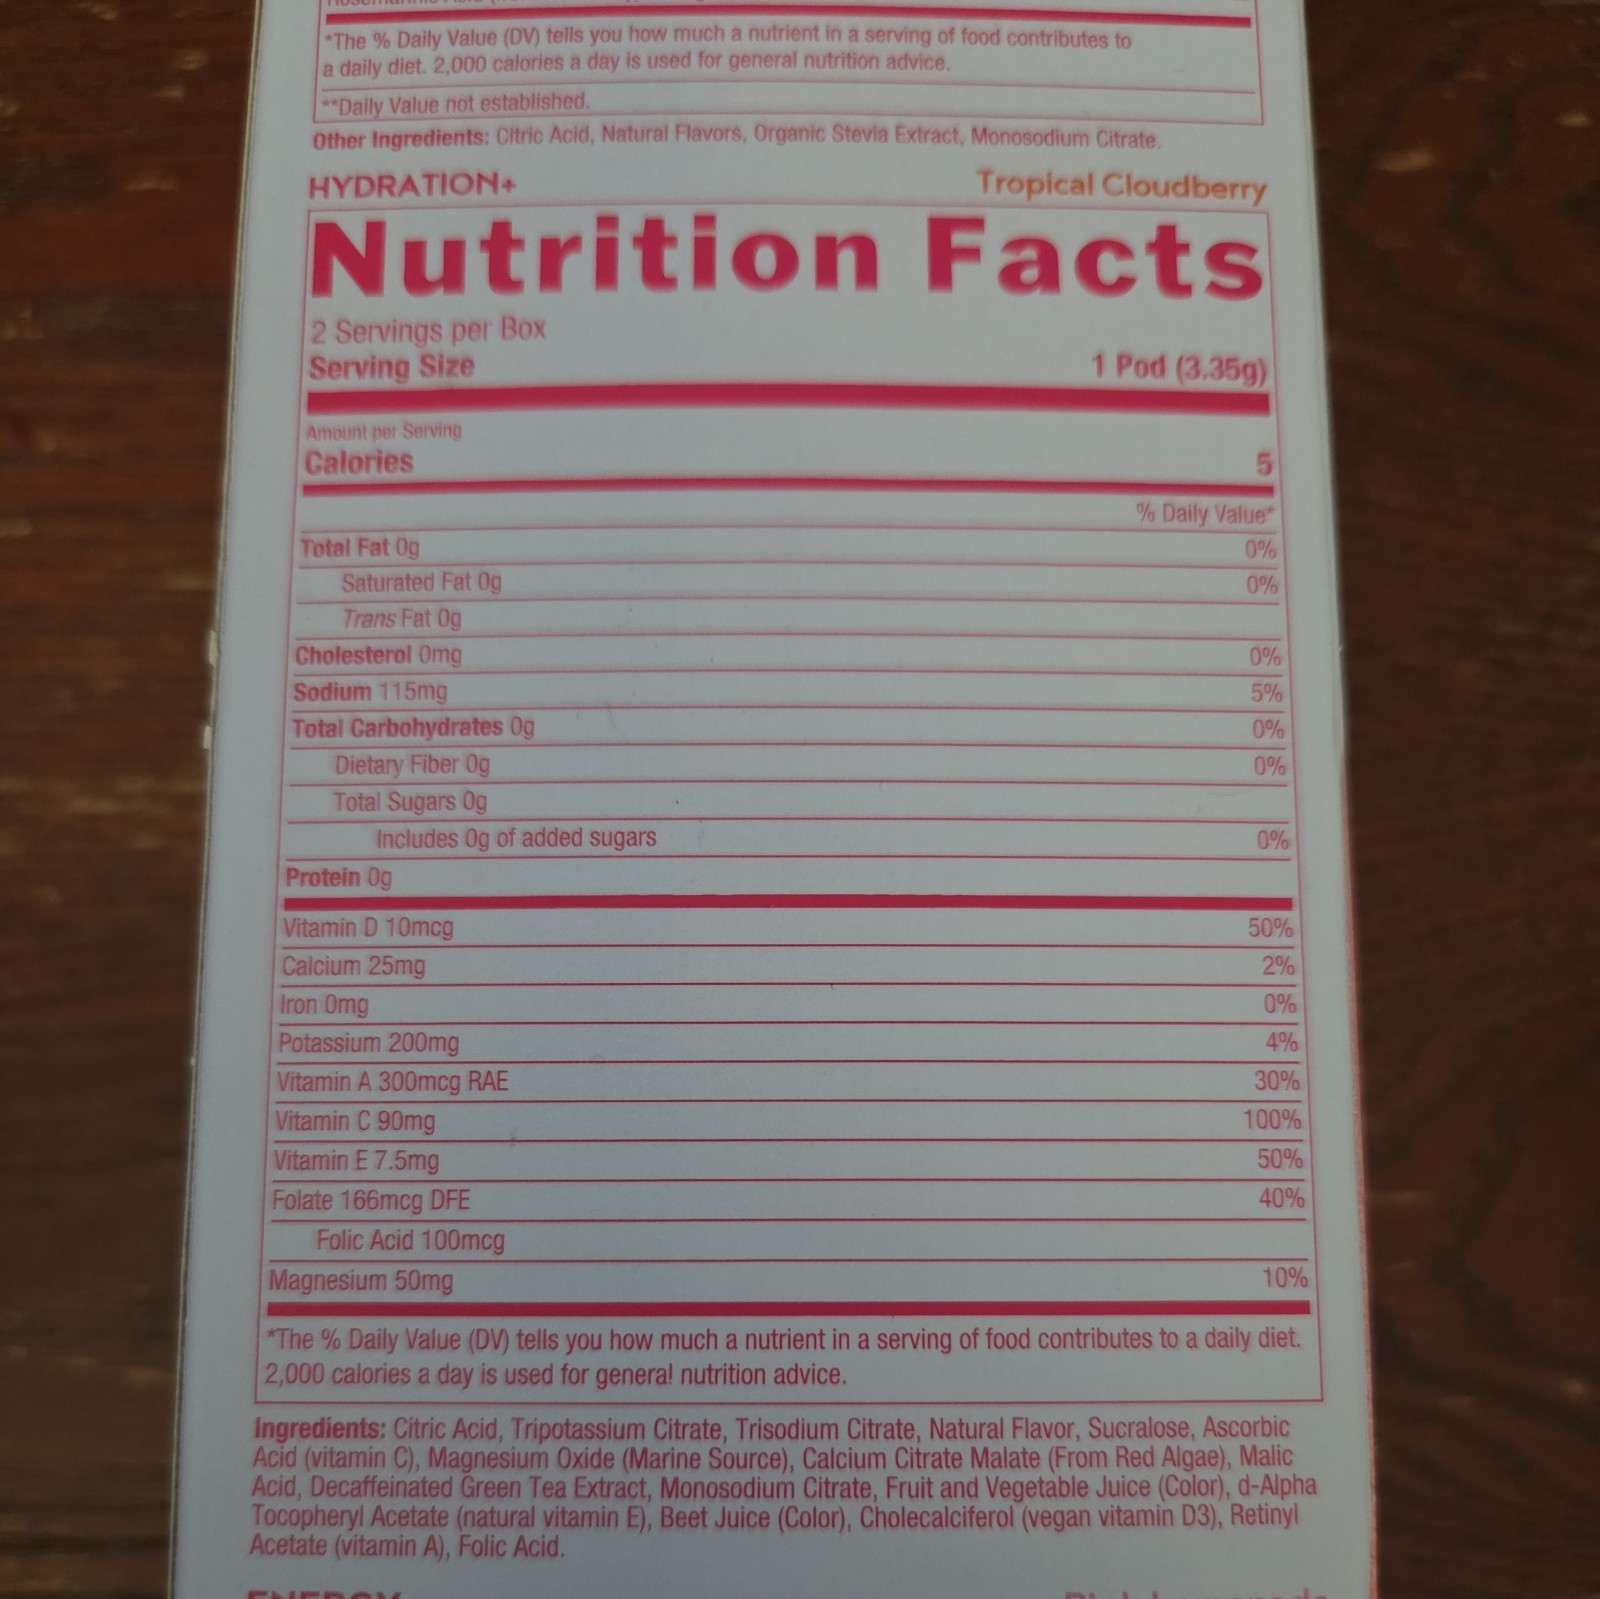 *The % Daily Value (DV) tells you how much a nutrient in a serving of food contributes to
a daily diet. 2,000 calories a day is used for general nutrition advice.
**Daily Value not established.
Other Ingredients: Citric Acid, Natural Flavors, Organic Stevia Extract, Monosodium Citrate.
HYDRATION+ Tropical Cloudberry
Nutrition Facts
2 Servings per Box
Serving Size 1 Pod (3.35g)
Amount per Serving
Calories 5
% Daily Value*
Total Fat 0g 0%
Saturated Fat 0g 0%
Trans Fat 0g
Cholesterol 0mg 0%
Sodium 115mg 5%
Total Carbohydrates 0g 0%
Dietary Fiber 0g 0%
Total Sugars 0g
Includes 0g of added sugars 0%
Protein 0g
Vitamin D 10mcg 50%
Calcium 25mg 2%
Iron 0mg 0%
Potassium 200mg 4%
Vitamin A 300mcg RAE 30%
Vitamin C 90mg 100%
Vitamin E 7.5mg 50%
Folate 166mcg DFE 40%
Folic Acid 100mcg
Magnesium 50mg 10%
*The % Daily Value (DV) tells you how much a nutrient in a serving of food contributes to a daily diet.
2,000 calories a day is used for general nutrition advice.
Ingredients: Citric Acid, Tripotassium Citrate, Trisodium Citrate, Natural Flavor, Sucralose, Ascorbic
Acid (vitamin C), Magnesium Oxide (Marine Source), Calcium Citrate Malate (From Red Algae), Malic
Acid, Decaffeinated Green Tea Extract, Monosodium Citrate, Fruit and Vegetable Juice (Color), d-Alpha
Tocopheryl Acetate (natural vitamin E), Beet Juice (Color), Cholecalciferol (vegan vitamin D3), Retinyl
Acetate (vitamin A), Folic Acid.